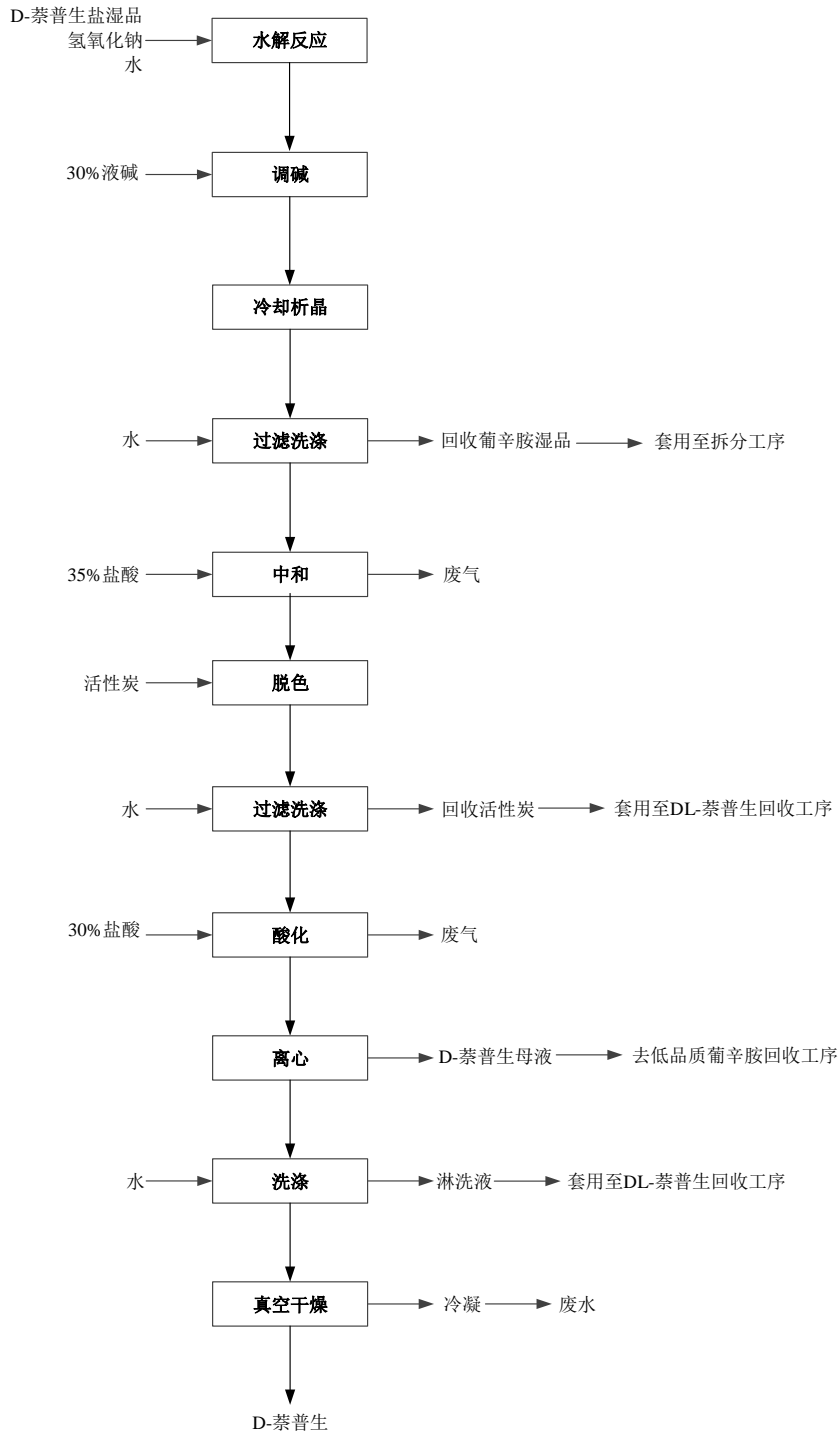 D-萘普生盐湿品
氢氧化钠
水
水解反应
30%液碱
调碱
冷却析晶
水
过滤洗涤
回收葡辛胺湿品
套用至拆分工序
35%盐酸
中和
废气
活性炭
脱色
水
过滤洗涤
回收活性炭
套用至DL-萘普生回收工序
30%盐酸
酸化
废气
离心
D-萘普生母液
去低品质葡辛胺回收工序
水
洗涤
淋洗液
套用至DL-萘普生回收工序
真空干燥
冷凝
废水
D-萘普生